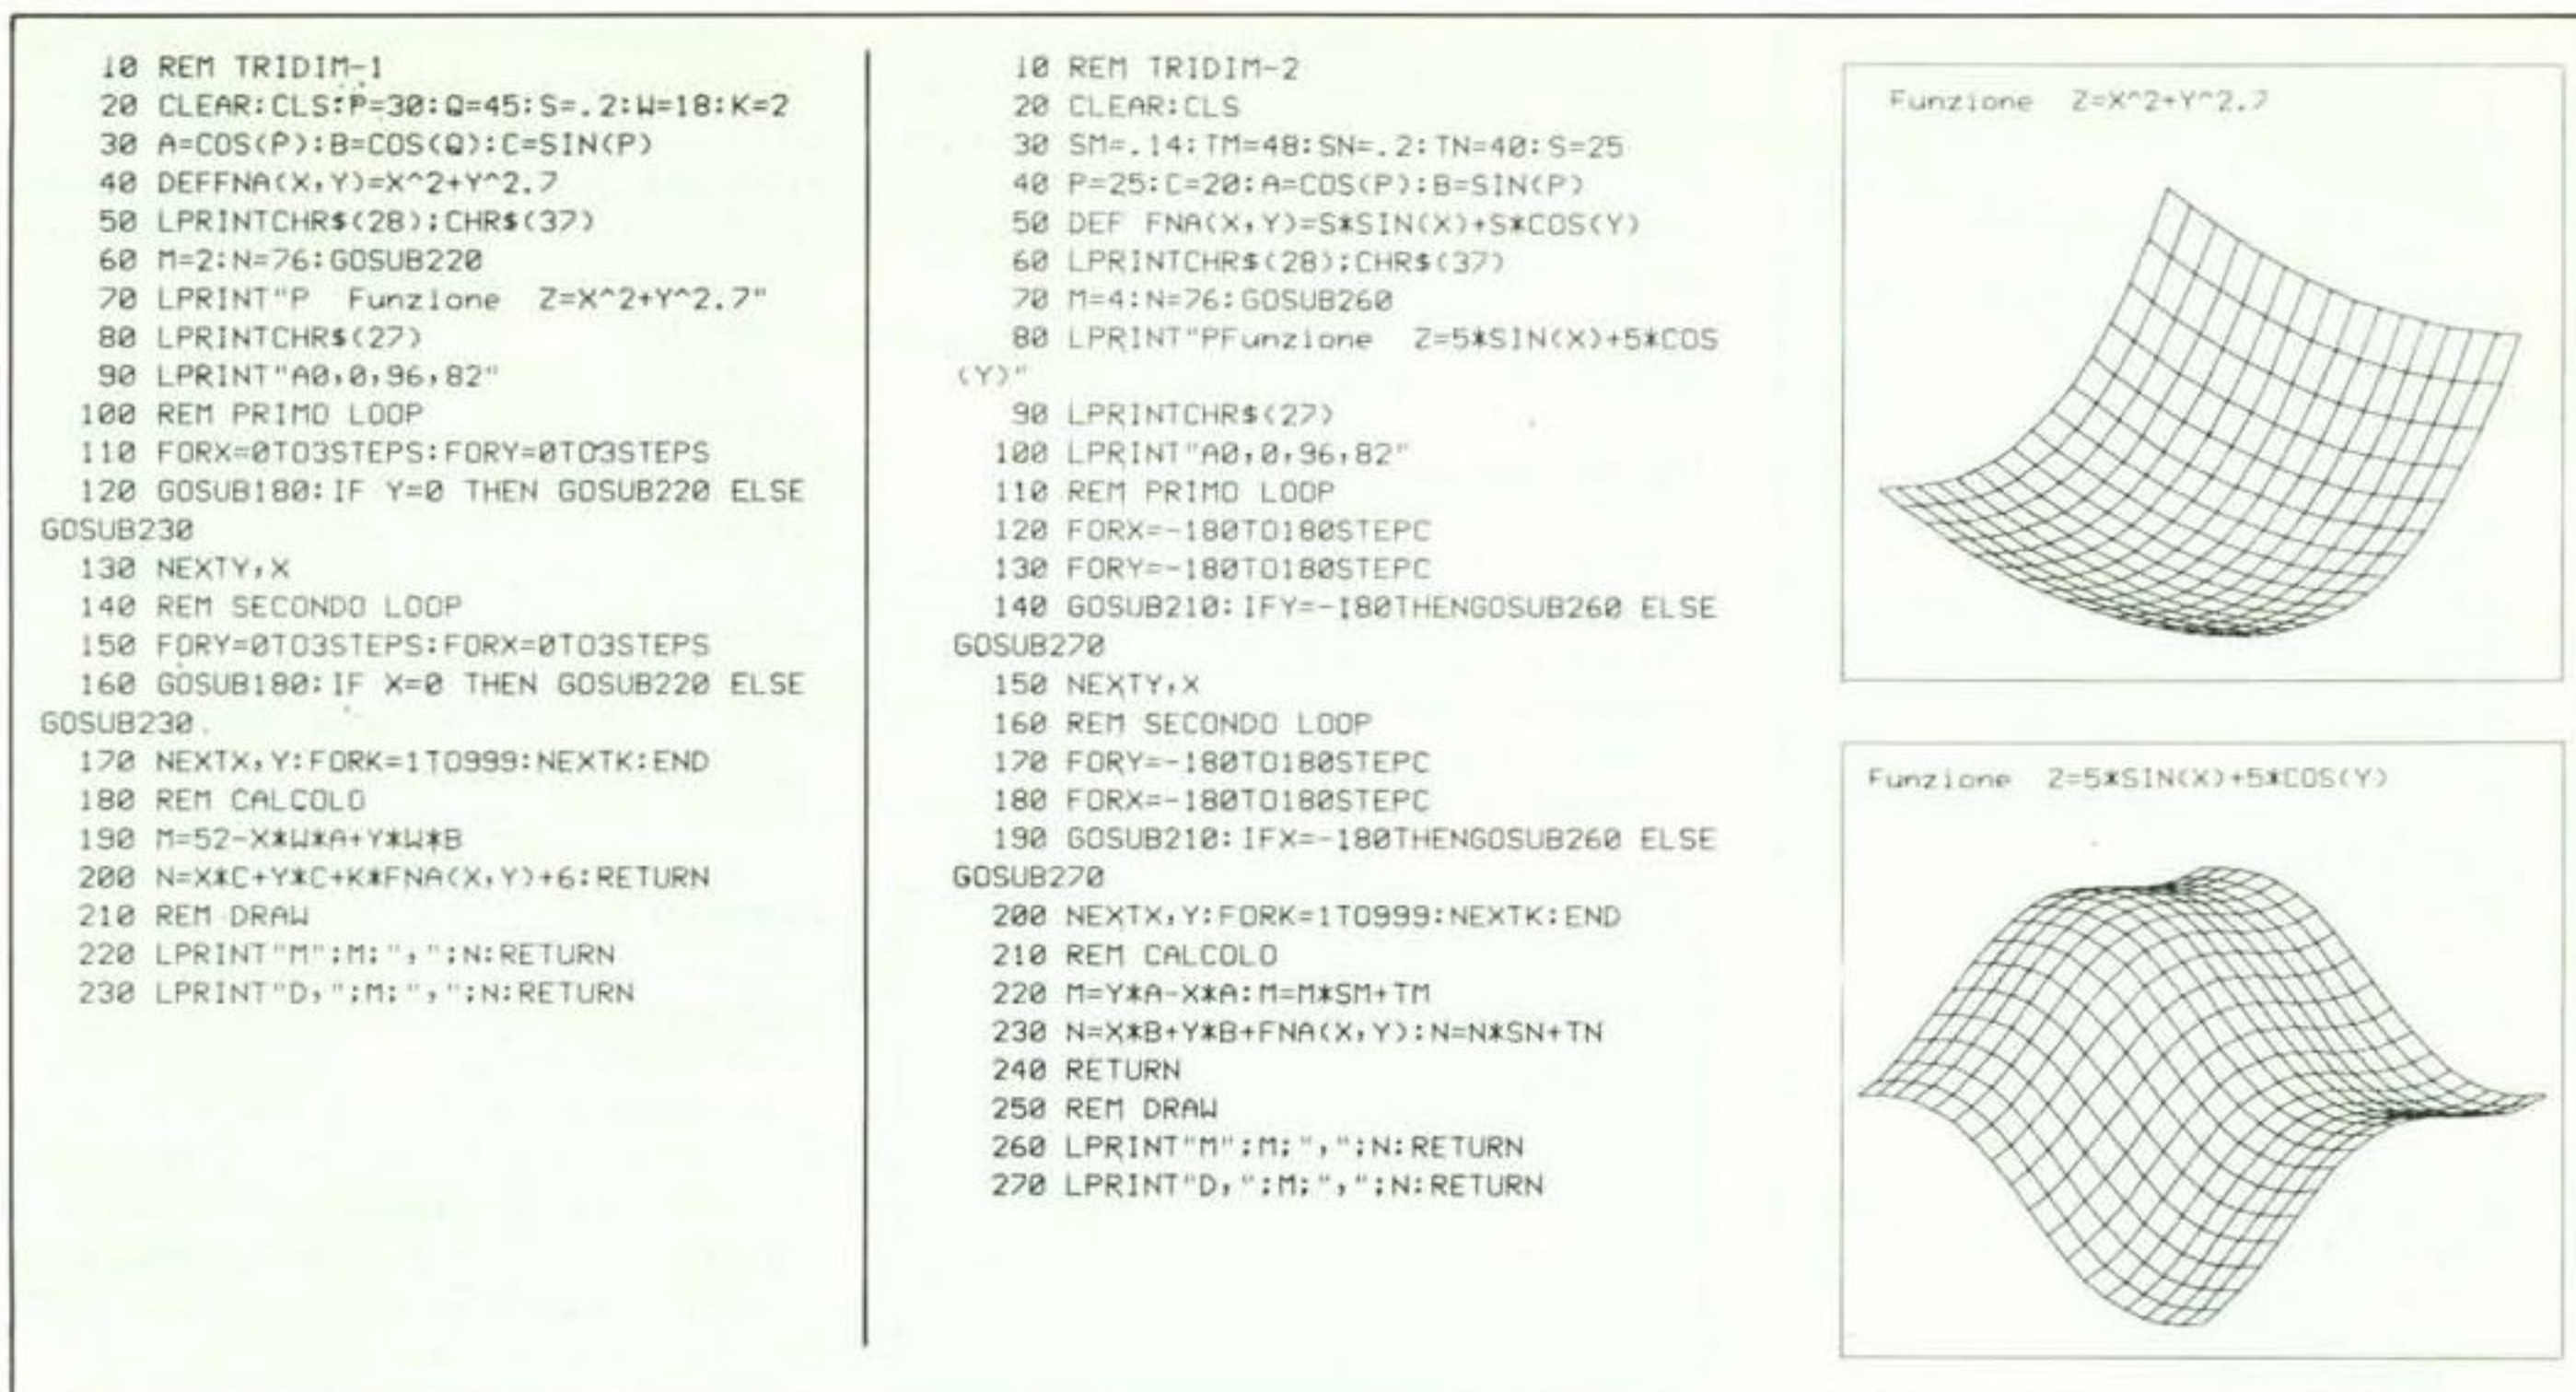 10 REM TRIDIM-1
20 CLEAR:CLS:P=30:Q=45:S=.2:W=18:K=2
30 A=COS(P):B=COS(Q):C=SIN(P)
40 DEFFNA(X,Y)=X^2+Y^2.7
50 LPRINTCHR$(28);CHR$(37)
60 M=2:N=76:GOSUB220
70 LPRINT"P  Funzione  Z=X^2+Y^2.7"
80 LPRINTCHR$(27)
90 LPRINT"A0,0,96,82"
100 REM PRIMO LOOP
110 FORX=0TO3STEPS:FORY=0TO3STEPS
120 GOSUB180:IF Y=0 THEN GOSUB220 ELSE
GOSUB230
130 NEXTY,X
140 REM SECONDO LOOP
150 FORY=0TO3STEPS:FORX=0TO3STEPS
160 GOSUB180:IF X=0 THEN GOSUB220 ELSE
GOSUB230
170 NEXTX,Y:FORK=1TO999:NEXTK:END
180 REM CALCOLO
190 M=52-X*W*A+Y*W*B
200 N=X*C+Y*C+K*FNA(X,Y)+6:RETURN
210 REM DRAW
220 LPRINT"M";M;",";N:RETURN
230 LPRINT"D,";M;",";N:RETURN
10 REM TRIDIM-2
20 CLEAR:CLS
30 SM=.14:TM=48:SN=.2:TN=40:S=25
40 P=25:C=20:A=COS(P):B=SIN(P)
50 DEF FNA(X,Y)=S*SIN(X)+S*COS(Y)
60 LPRINTCHR$(28);CHR$(37)
70 M=4:N=76:GOSUB260
80 LPRINT"PFunzione  Z=5*SIN(X)+5*COS
(Y)"
90 LPRINTCHR$(27)
100 LPRINT"A0,0,96,82"
110 REM PRIMO LOOP
120 FORX=-180TO180STEPC
130 FORY=-180TO180STEPC
140 GOSUB210:IFY=-180THENGOSUB260 ELSE
GOSUB270
150 NEXTY,X
160 REM SECONDO LOOP
170 FORY=-180TO180STEPC
180 FORX=-180TO180STEPC
190 GOSUB210:IFX=-180THENGOSUB260 ELSE
GOSUB270
200 NEXTX,Y:FORK=1TO999:NEXTK:END
210 REM CALCOLO
220 M=Y*A-X*A:M=M*SM+TM
230 N=X*B+Y*B+FNA(X,Y):N=N*SN+TN
240 RETURN
250 REM DRAW
260 LPRINT"M";M;",";N:RETURN
270 LPRINT"D,";M;",";N:RETURN
Funzione  Z=X^2+Y^2.7
Funzione  Z=5*SIN(X)+5*COS(Y)